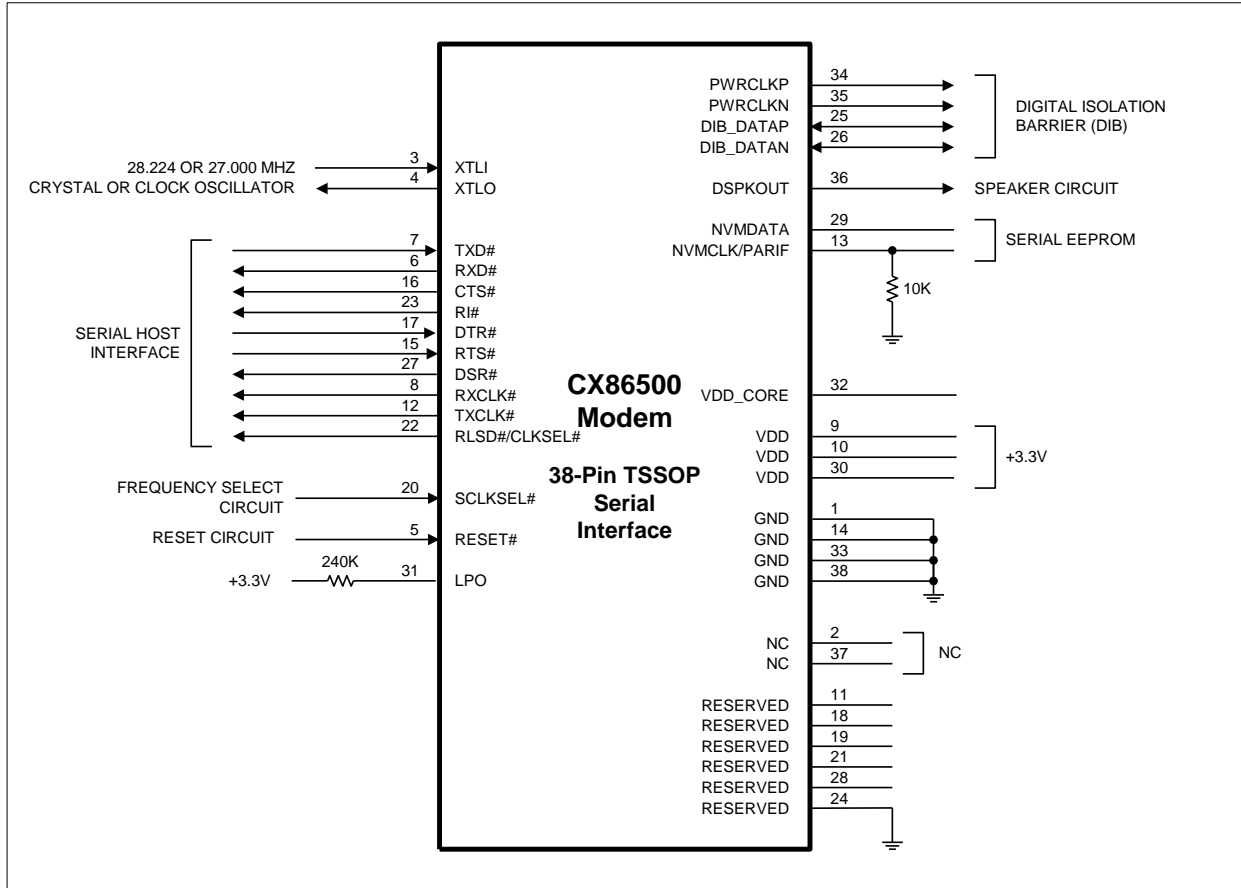 28.224 OR 27.000 MHZ
CRYSTAL OR CLOCK OSCILLATOR
3
4
XTLI
XTLO
SERIAL HOST
INTERFACE
7
6
16
23
17
15
27
8
12
22
TXD#
RXD#
CTS#
RI#
DTR#
RTS#
DSR#
RXCLK#
TXCLK#
RLSD#/CLKSEL#
FREQUENCY SELECT
CIRCUIT
20
SCLKSEL#
RESET CIRCUIT
5
RESET#
+3.3V
240K
31
LPO
CX86500
Modem
38-Pin TSSOP
Serial
Interface
PWRCLKP
PWRCLKN
DIB_DATAP
DIB_DATAN
34
35
25
26
DIGITAL ISOLATION
BARRIER (DIB)
DSPKOUT
36
SPEAKER CIRCUIT
NVMDATA
NVMCLK/PARIF
29
13
SERIAL EEPROM
10K
VDD_CORE
32
VDD
VDD
VDD
9
10
30
+3.3V
GND
GND
GND
GND
1
14
33
38
NC
NC
2
37
NC
RESERVED
RESERVED
RESERVED
RESERVED
RESERVED
RESERVED
11
18
19
21
28
24